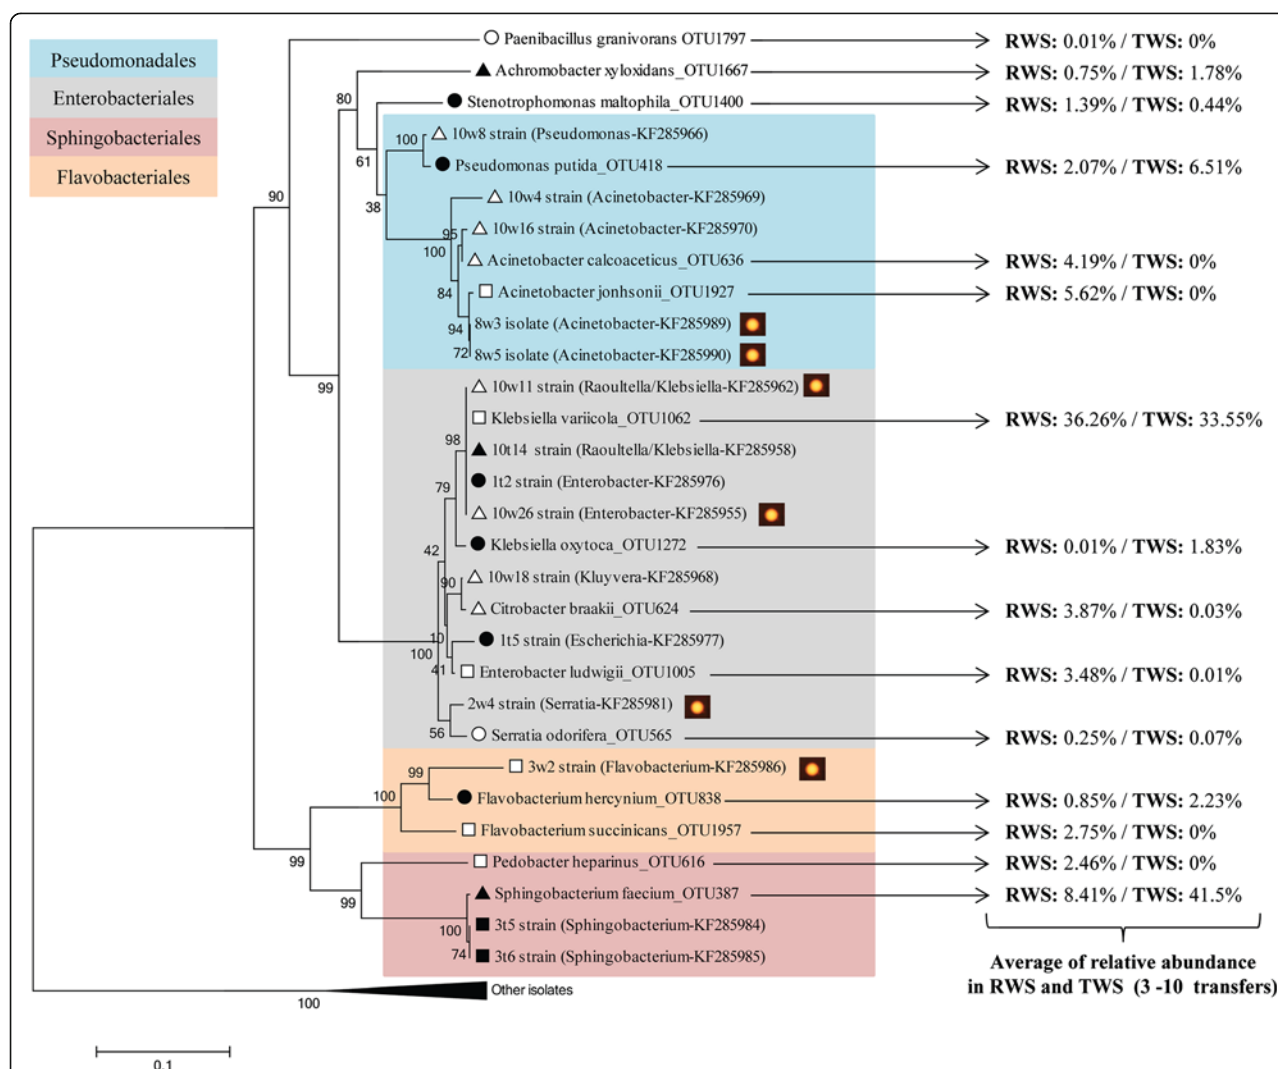 Pseudomonadales
Enterobacteriales
Sphingobacteriales
Flavobacteriales
Paenibacillus granivorans OTU1797
RWS: 0.01% / TWS: 0%
Achromobacter xyloxidans_OTU1667
RWS: 0.75% / TWS: 1.78%
Stenotrophomonas maltophila_OTU1400
RWS: 1.39% / TWS: 0.44%
10w8 strain (Pseudomonas-KF285966)
Pseudomonas putida_OTU418
RWS: 2.07% / TWS: 6.51%
10w4 strain (Acinetobacter-KF285969)
10w16 strain (Acinetobacter-KF285970)
Acinetobacter calcoaceticus_OTU636
RWS: 4.19% / TWS: 0%
Acinetobacter jonhsonii_OTU1927
RWS: 5.62% / TWS: 0%
8w3 isolate (Acinetobacter-KF285989)
8w5 isolate (Acinetobacter-KF285990)
10w11 strain (Raoultella/Klebsiella-KF285962)
Klebsiella variicola_OTU1062
RWS: 36.26% / TWS: 33.55%
10t14 strain (Raoultella/Klebsiella-KF285958)
1t2 strain (Enterobacter-KF285976)
10w26 strain (Enterobacter-KF285955)
Klebsiella oxytoca_OTU1272
RWS: 0.01% / TWS: 1.83%
10w18 strain (Kluyvera-KF285968)
Citrobacter braakii_OTU624
RWS: 3.87% / TWS: 0.03%
1t5 strain (Escherichia-KF285977)
Enterobacter ludwigii_OTU1005
RWS: 3.48% / TWS: 0.01%
2w4 strain (Serratia-KF285981)
Serratia odorifera_OTU565
RWS: 0.25% / TWS: 0.07%
3w2 strain (Flavobacterium-KF285986)
Flavobacterium hercynium_OTU838
RWS: 0.85% / TWS: 2.23%
Flavobacterium succinicans_OTU1957
RWS: 2.75% / TWS: 0%
Pedobacter heparinus_OTU616
RWS: 2.46% / TWS: 0%
Sphingobacterium faecium_OTU387
RWS: 8.41% / TWS: 41.5%
3t5 strain (Sphingobacterium-KF285984)
3t6 strain (Sphingobacterium-KF285985)
Other isolates
Average of relative abundance
in RWS and TWS (3 -10 transfers)
80
61
100
38
90
95
100
84
94
72
99
98
79
42
90
10
100
41
56
99
100
99
99
100
74
100
0.1